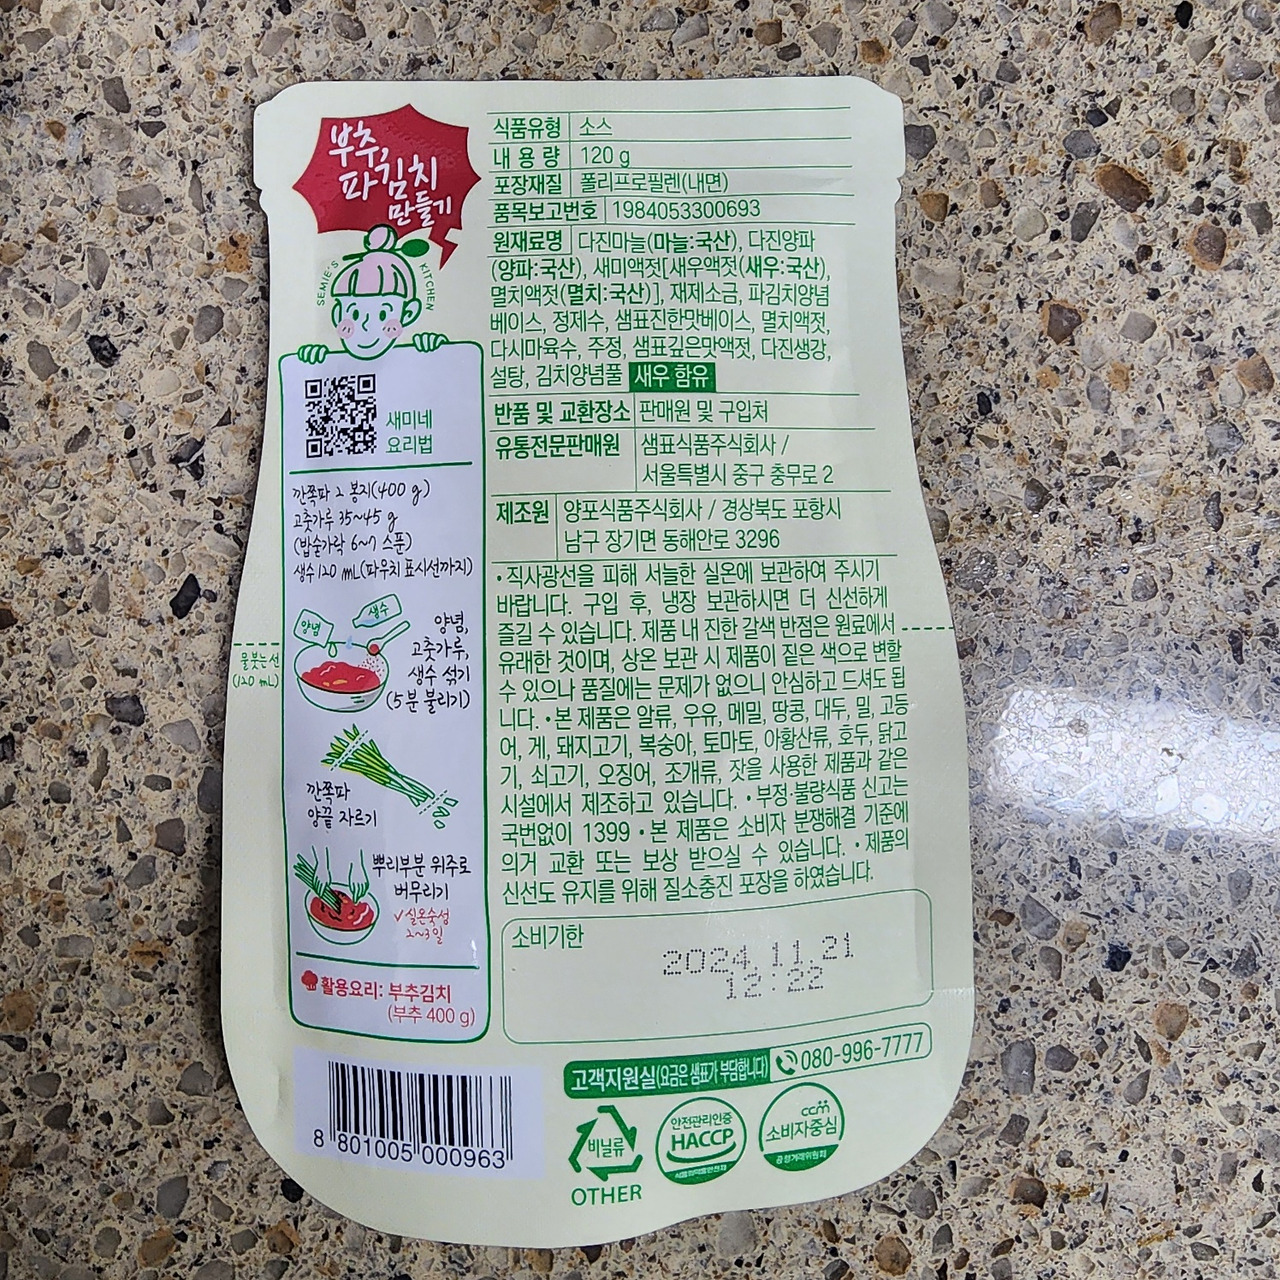 부추,
파김치
만들기
SEMIE'S KITCHEN
새미네
요리법
깐쪽파 2 봉지(400 g)
고춧가루 35~45 g
(밥숟가락 6~7 스푼)
생수 120 mL(파우치 표시선까지)
양념
생수
양념,
고춧가루,
생수 섞기
(5분 불리기)
물 붓는 선
(120 mL)
깐쪽파
양끝 자르기
뿌리부분 위주로
버무리기
✓실온숙성
2~3일
활용요리: 부추김치
(부추 400 g)
8 801005 000963
식품유형 소스
내 용 량 120 g
포장재질 폴리프로필렌(내면)
품목보고번호 1984053300693
원재료명 다진마늘(마늘:국산), 다진양파
(양파:국산), 새미액젓[새우액젓(새우:국산),
멸치액젓(멸치:국산)], 재제소금, 파김치양념
베이스, 정제수, 샘표진한맛베이스, 멸치액젓,
다시마육수, 주정, 샘표깊은맛액젓, 다진생강,
설탕, 김치양념풀 새우 함유
반품 및 교환장소 판매원 및 구입처
유통전문판매원 샘표식품주식회사 /
서울특별시 중구 충무로 2
제조원 양포식품주식회사 / 경상북도 포항시
남구 장기면 동해안로 3296
• 직사광선을 피해 서늘한 실온에 보관하여 주시기
바랍니다. 구입 후, 냉장 보관하시면 더 신선하게
즐길 수 있습니다. 제품 내 진한 갈색 반점은 원료에서
유래한 것이며, 상온 보관 시 제품이 짙은 색으로 변할
수 있으나 품질에는 문제가 없으니 안심하고 드셔도 됩
니다. • 본 제품은 알류, 우유, 메밀, 땅콩, 대두, 밀, 고등
어, 게, 돼지고기, 복숭아, 토마토, 아황산류, 호두, 닭고
기, 쇠고기, 오징어, 조개류, 잣을 사용한 제품과 같은
시설에서 제조하고 있습니다. • 부정·불량식품 신고는
국번없이 1399 • 본 제품은 소비자 분쟁해결 기준에
의거 교환 또는 보상 받으실 수 있습니다. • 제품의
신선도 유지를 위해 질소충진 포장을 하였습니다.
소비기한
2024.11.21
12:22
고객지원실(요금은 샘표가 부담합니다) 080-996-7777
비닐류
OTHER
안전관리인증
HACCP
식품의약품안전처
ccm
소비자중심
공정거래위원회